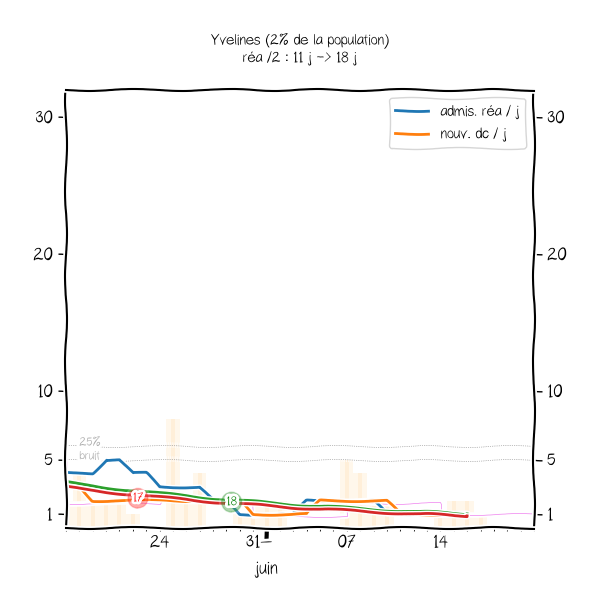 Yvelines (2% de la population)
réa /2 : 11 j -> 18 j
admis. réa / j
nouv. dc / j
30
30
20
20
10
10
25%
bruit
5
5
17
18
1
1
24
31
07
14
juin